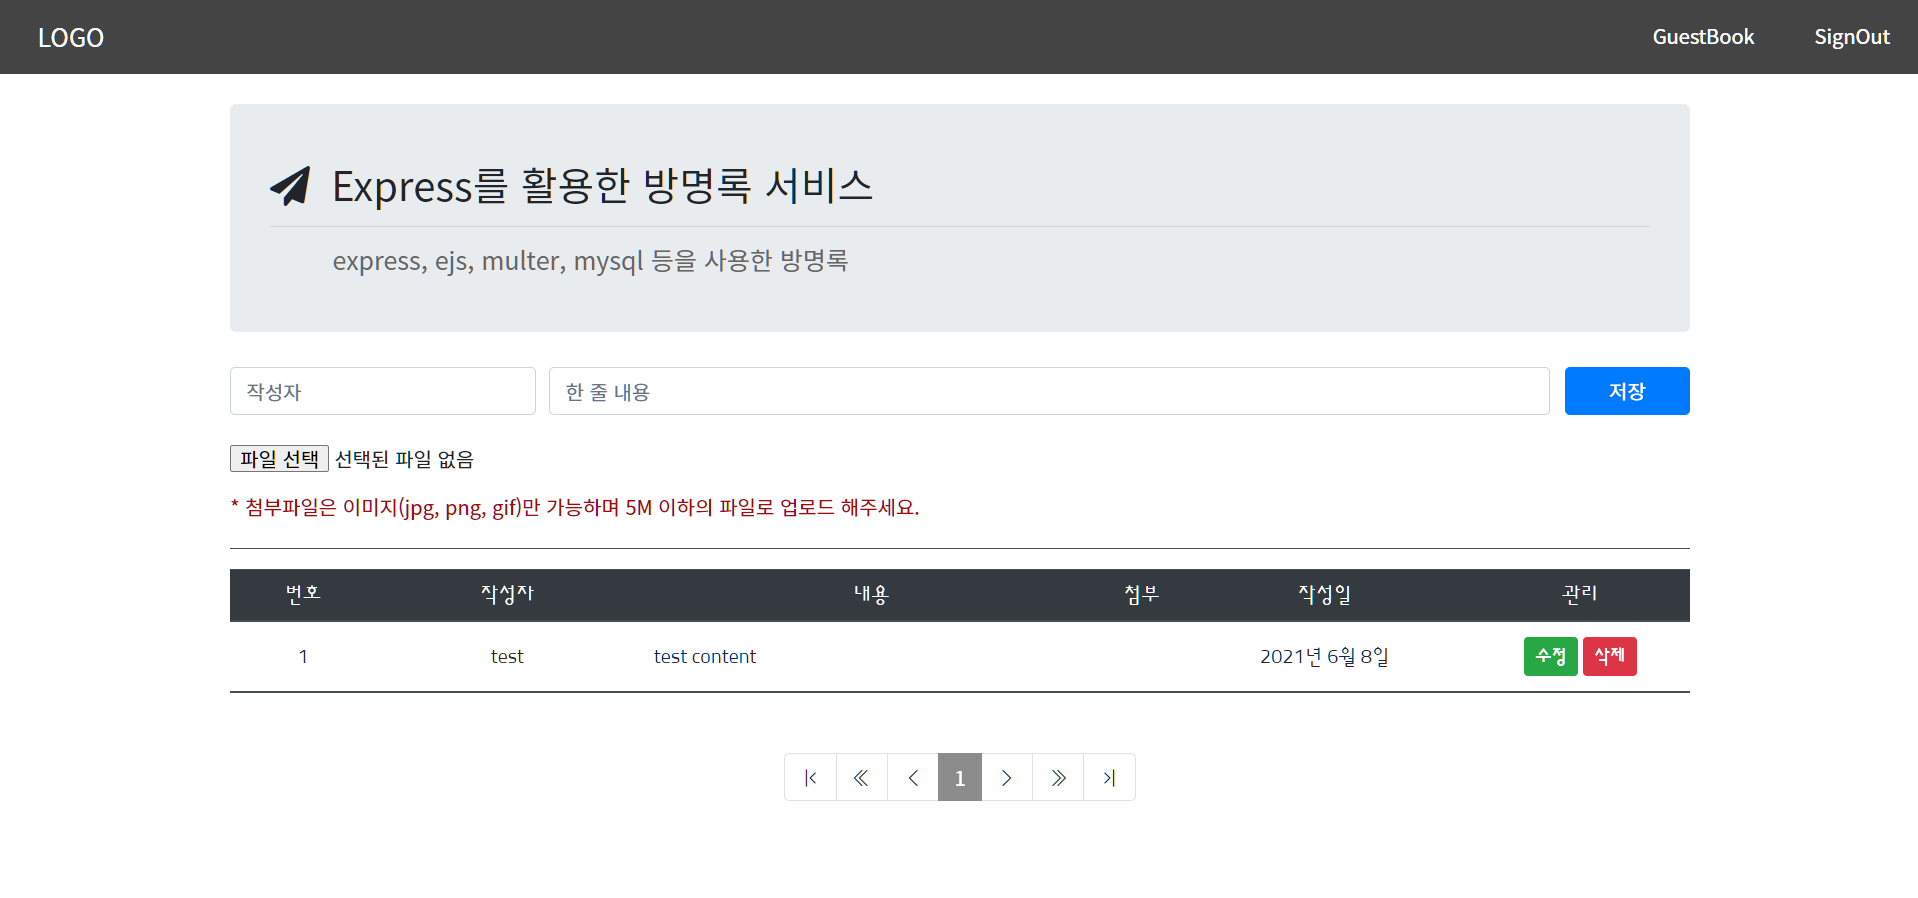 LOGO GuestBook SignOut
Express를 활용한 방명록 서비스
express, ejs, multer, mysql 등을 사용한 방명록
작성자 한 줄 내용 저장
파일 선택 선택된 파일 없음
* 첨부파일은 이미지(jpg, png, gif)만 가능하며 5M 이하의 파일로 업로드 해주세요.
번호 작성자 내용 첨부 작성일 관리
1 test test content 2021년 6월 8일 수정 삭제
1